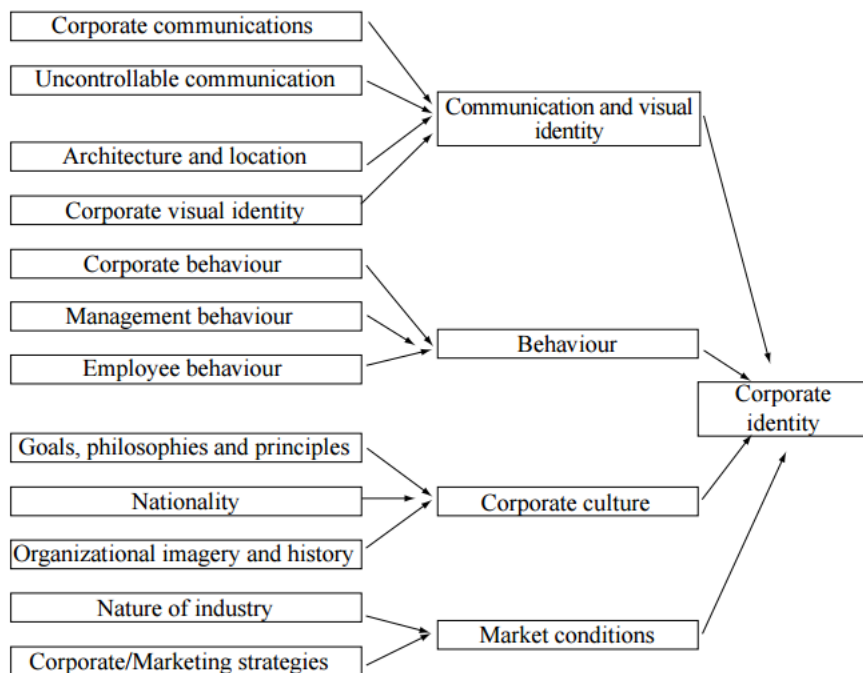 Corporate communications
Uncontrollable communication
Architecture and location
Corporate visual identity
Corporate behaviour
Management behaviour
Employee behaviour
Goals, philosophies and principles
Nationality
Organizational imagery and history
Nature of industry
Corporate/Marketing strategies
Communication and visual
identity
Behaviour
Corporate culture
Market conditions
Corporate
identity